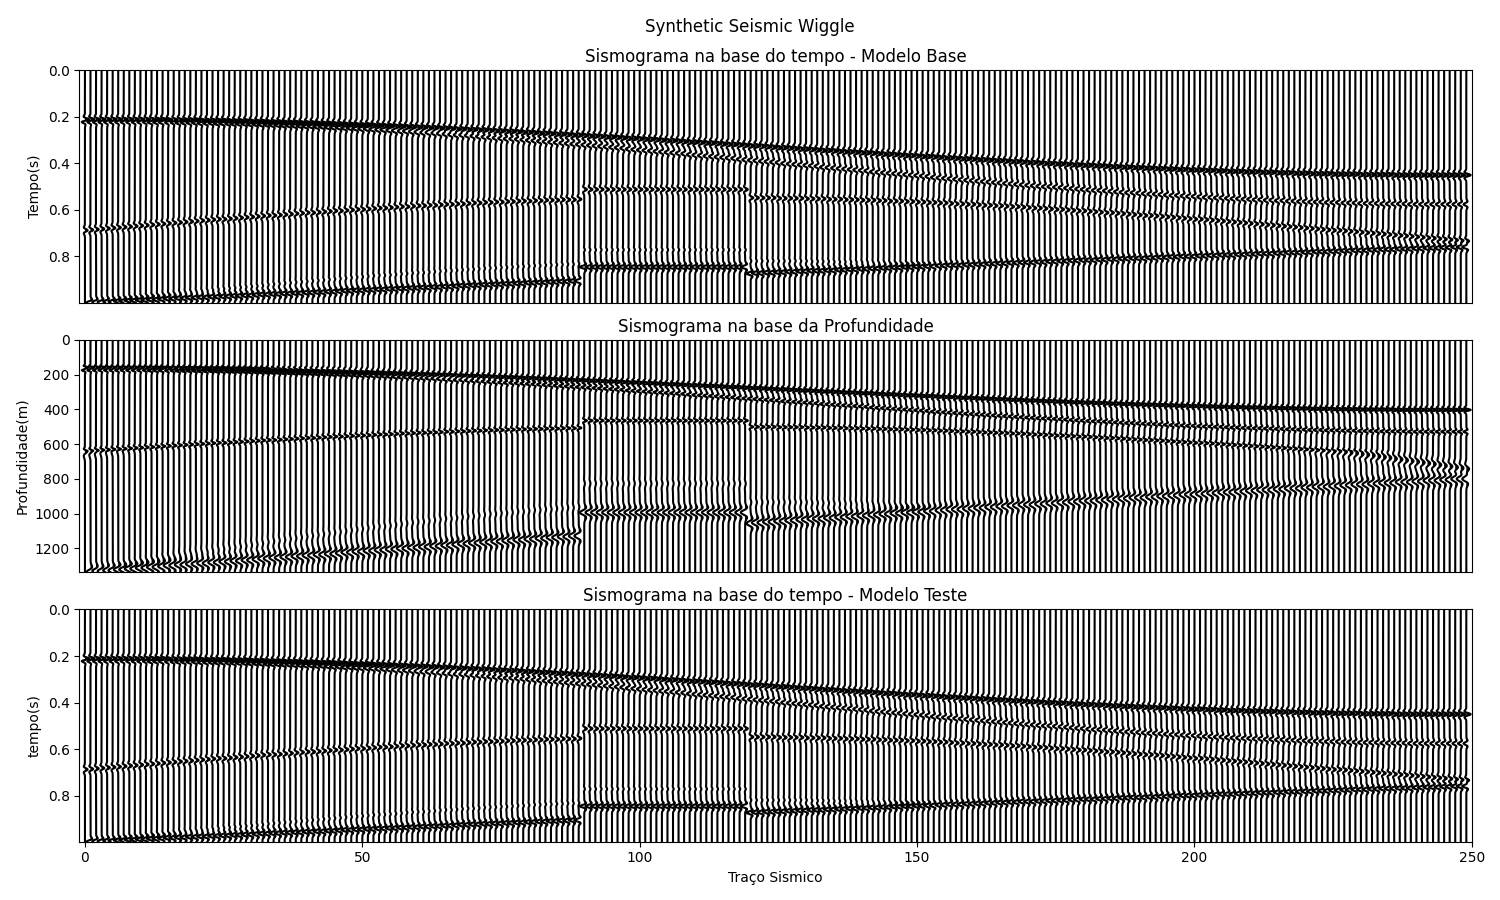 Synthetic Seismic Wiggle
Sismograma na base do tempo - Modelo Base
0.0
0.2
0.4
0.6
0.8
Tempo(s)
Sismograma na base da Profundidade
0
200
400
600
800
1000
1200
Profundidade(m)
Sismograma na base do tempo - Modelo Teste
0.0
0.2
0.4
0.6
0.8
tempo(s)
0 50 100 150 200 250
Traço Sismico